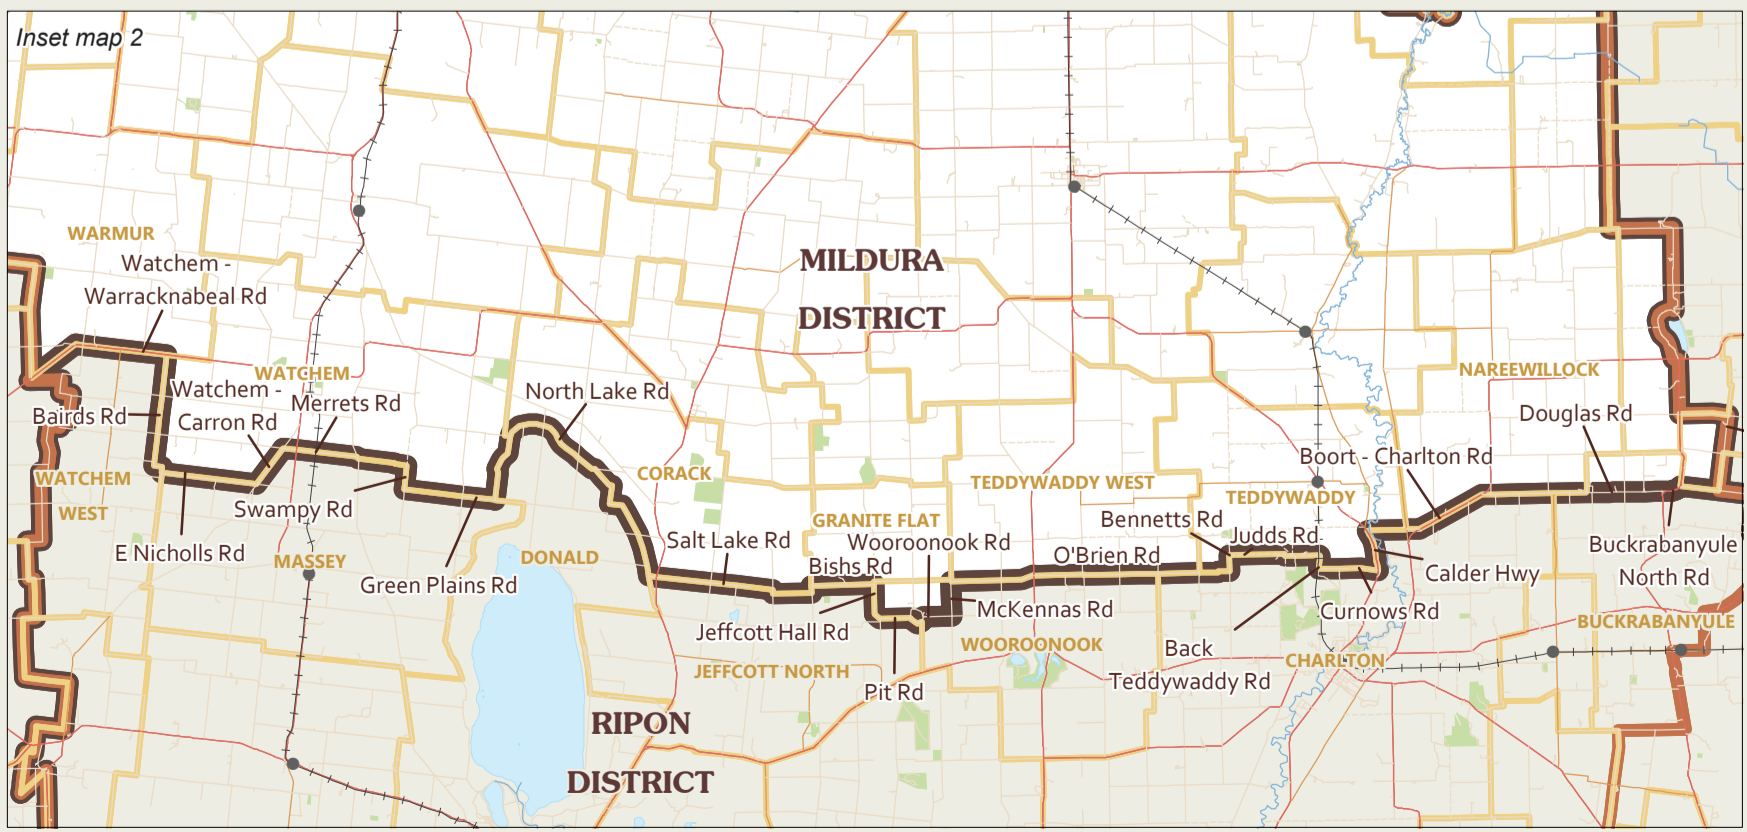 Inset map 2
WARMUR
Watchem -
Warracknabeal Rd
MILDURA
DISTRICT
WATCHEM
Watchem -
Carron Rd
Merrets Rd
North Lake Rd
Bairds Rd
NAREEWILLOCK
Douglas Rd
Boort - Charlton Rd
WATCHEM
WEST
CORACK
TEDDYWADDY WEST
TEDDYWADDY
Swampy Rd
GRANITE FLAT
Bennetts Rd
Judds Rd
E Nicholls Rd
MASSEY
DONALD
Salt Lake Rd
Wooroonook Rd
Bishs Rd
O'Brien Rd
Buckrabanyule
North Rd
Green Plains Rd
Calder Hwy
McKennas Rd
Curnows Rd
Jeffcott Hall Rd
BUCKRABANYULE
WOOROONOOK
Back
Teddywaddy Rd
CHARLTON
JEFFCOTT NORTH
Pit Rd
RIPON
DISTRICT